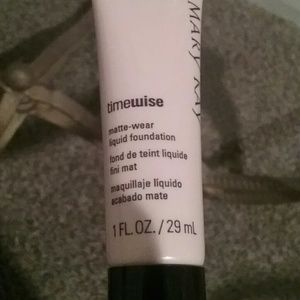 MARY KAY
timewise
matte-wear
liquid foundation
fond de teint liquide
fini mat
maquillaje líquido
acabado mate
1 FL. OZ. / 29 mL